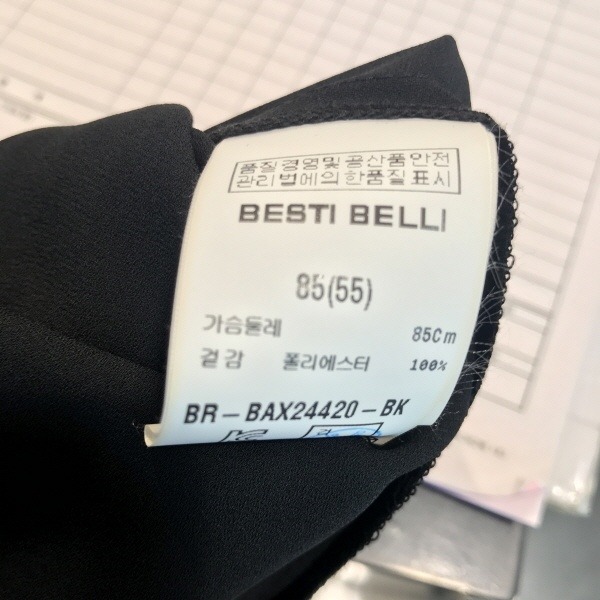 품질경영및공산품안전
관리법에의한품질표시
BESTI BELLI
85(55)
가슴둘레 85Cm
겉감 폴리에스터 100%
BR-BAX24420-BK